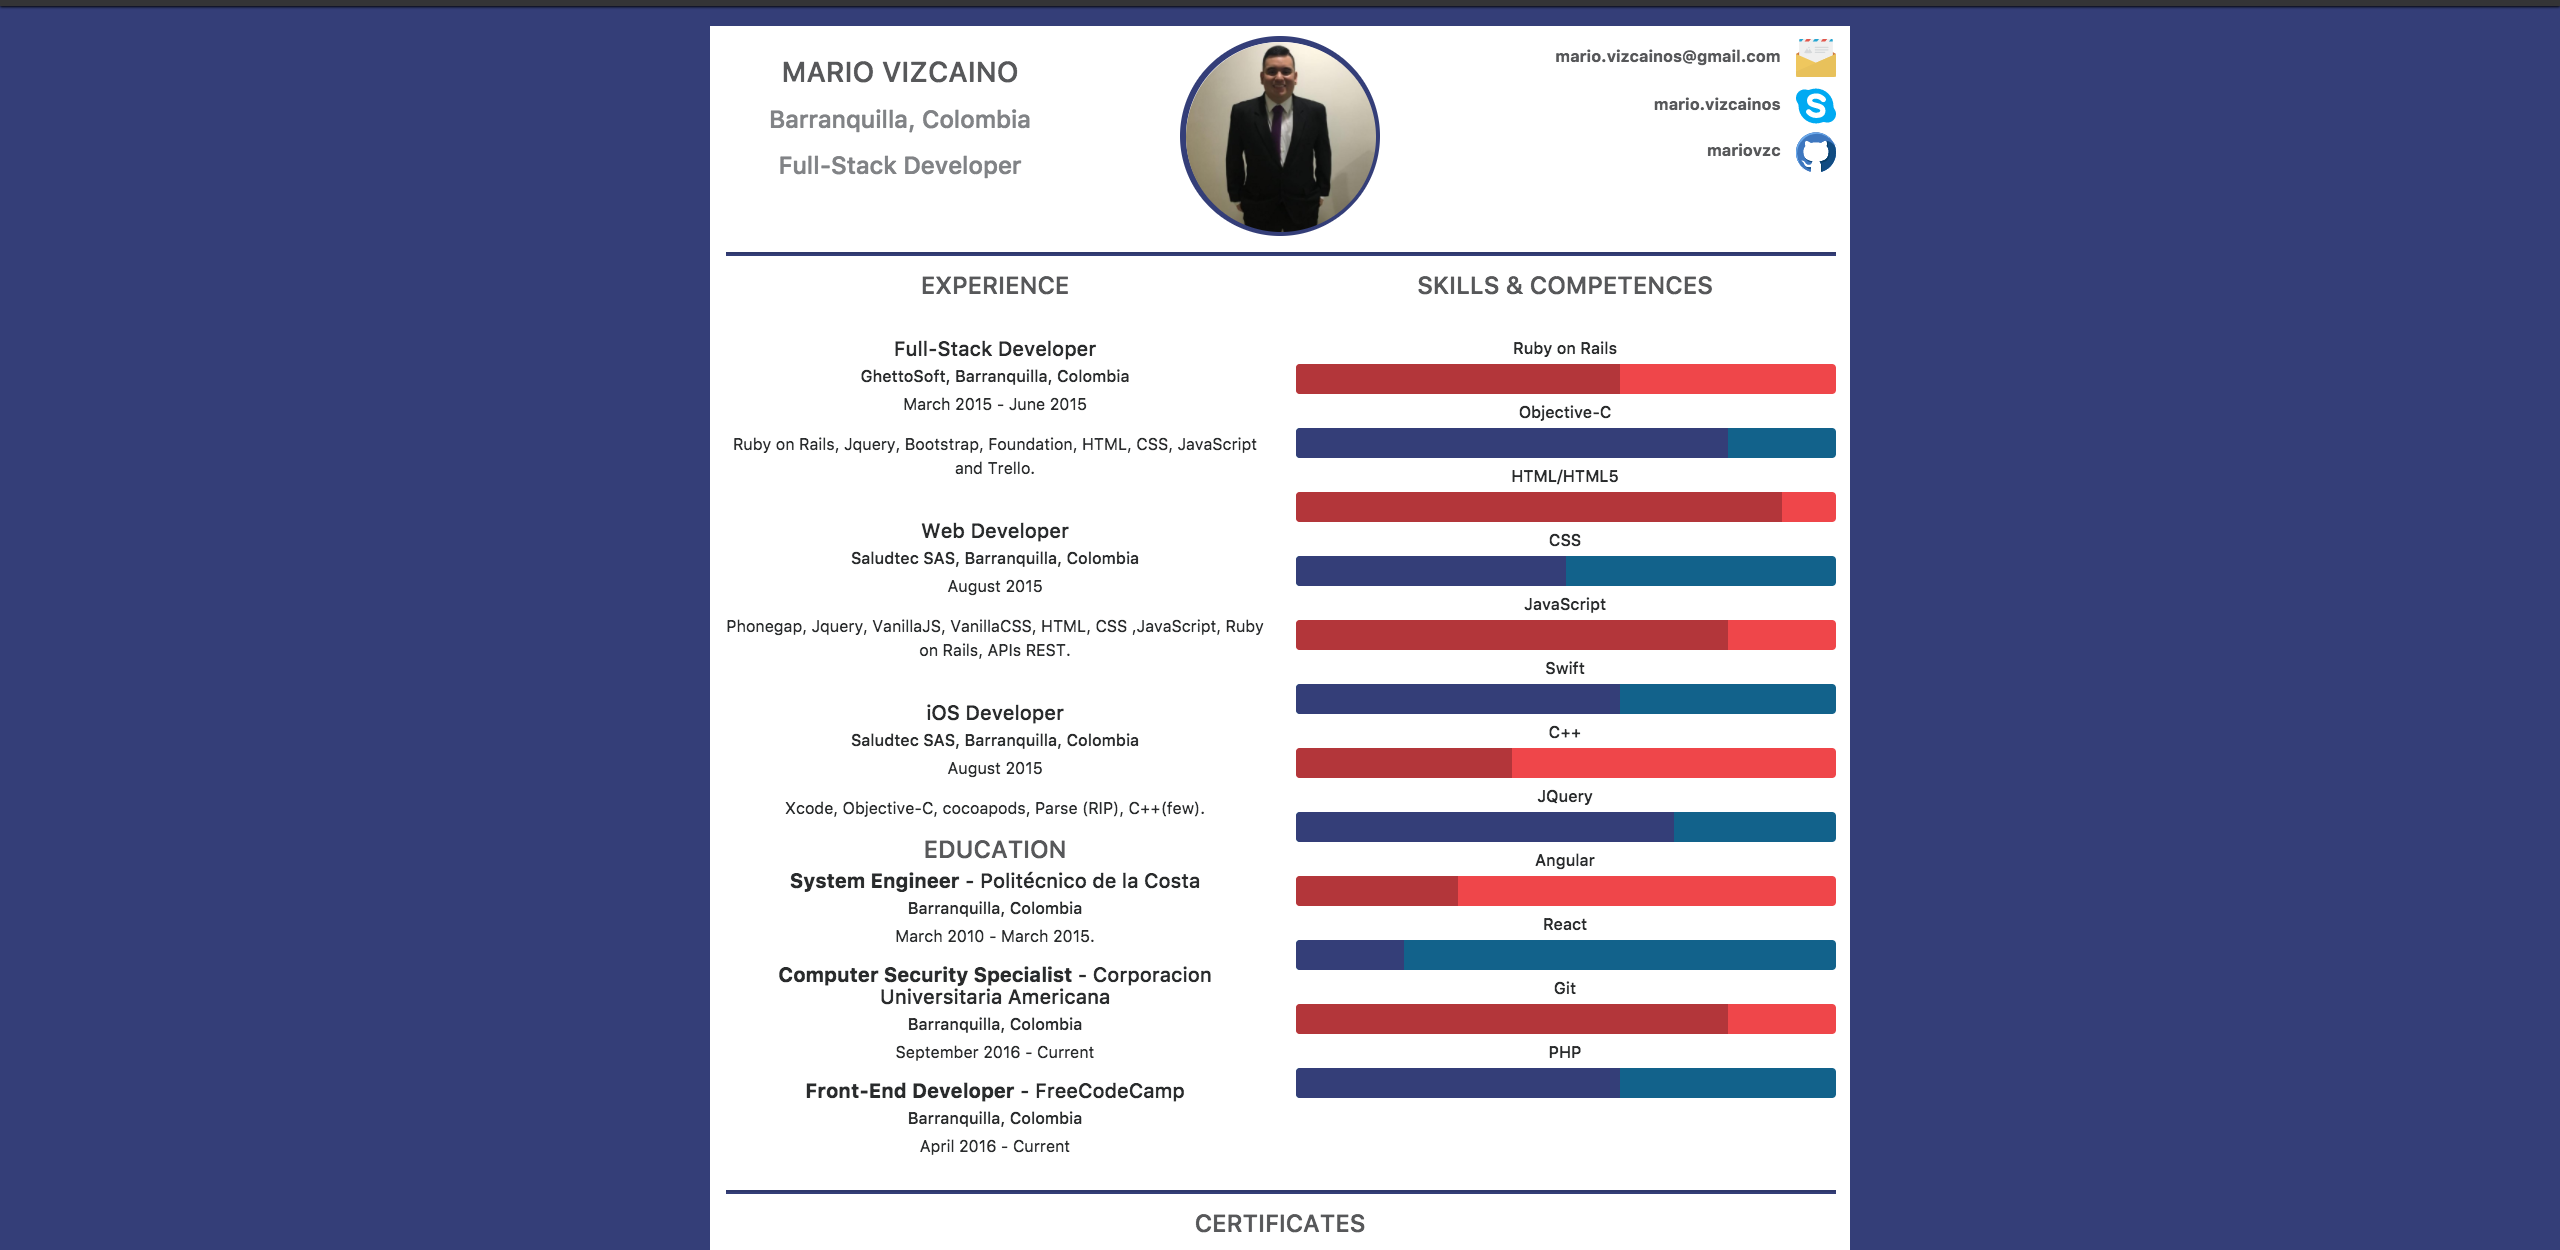 MARIO VIZCAINO
Barranquilla, Colombia
Full-Stack Developer
mario.vizcainos@gmail.com
mario.vizcainos
mariovzc
EXPERIENCE
Full-Stack Developer
GhettoSoft, Barranquilla, Colombia
March 2015 - June 2015
Ruby on Rails, Jquery, Bootstrap, Foundation, HTML, CSS, JavaScript
and Trello.
Web Developer
Saludtec SAS, Barranquilla, Colombia
August 2015
Phonegap, Jquery, VanillaJS, VanillaCSS, HTML, CSS ,JavaScript, Ruby
on Rails, APIs REST.
iOS Developer
Saludtec SAS, Barranquilla, Colombia
August 2015
Xcode, Objective-C, cocoapods, Parse (RIP), C++(few).
EDUCATION
System Engineer - Politécnico de la Costa
Barranquilla, Colombia
March 2010 - March 2015.
Computer Security Specialist - Corporacion
Universitaria Americana
Barranquilla, Colombia
September 2016 - Current
Front-End Developer - FreeCodeCamp
Barranquilla, Colombia
April 2016 - Current
SKILLS & COMPETENCES
Ruby on Rails
Objective-C
HTML/HTML5
CSS
JavaScript
Swift
C++
JQuery
Angular
React
Git
PHP
CERTIFICATES